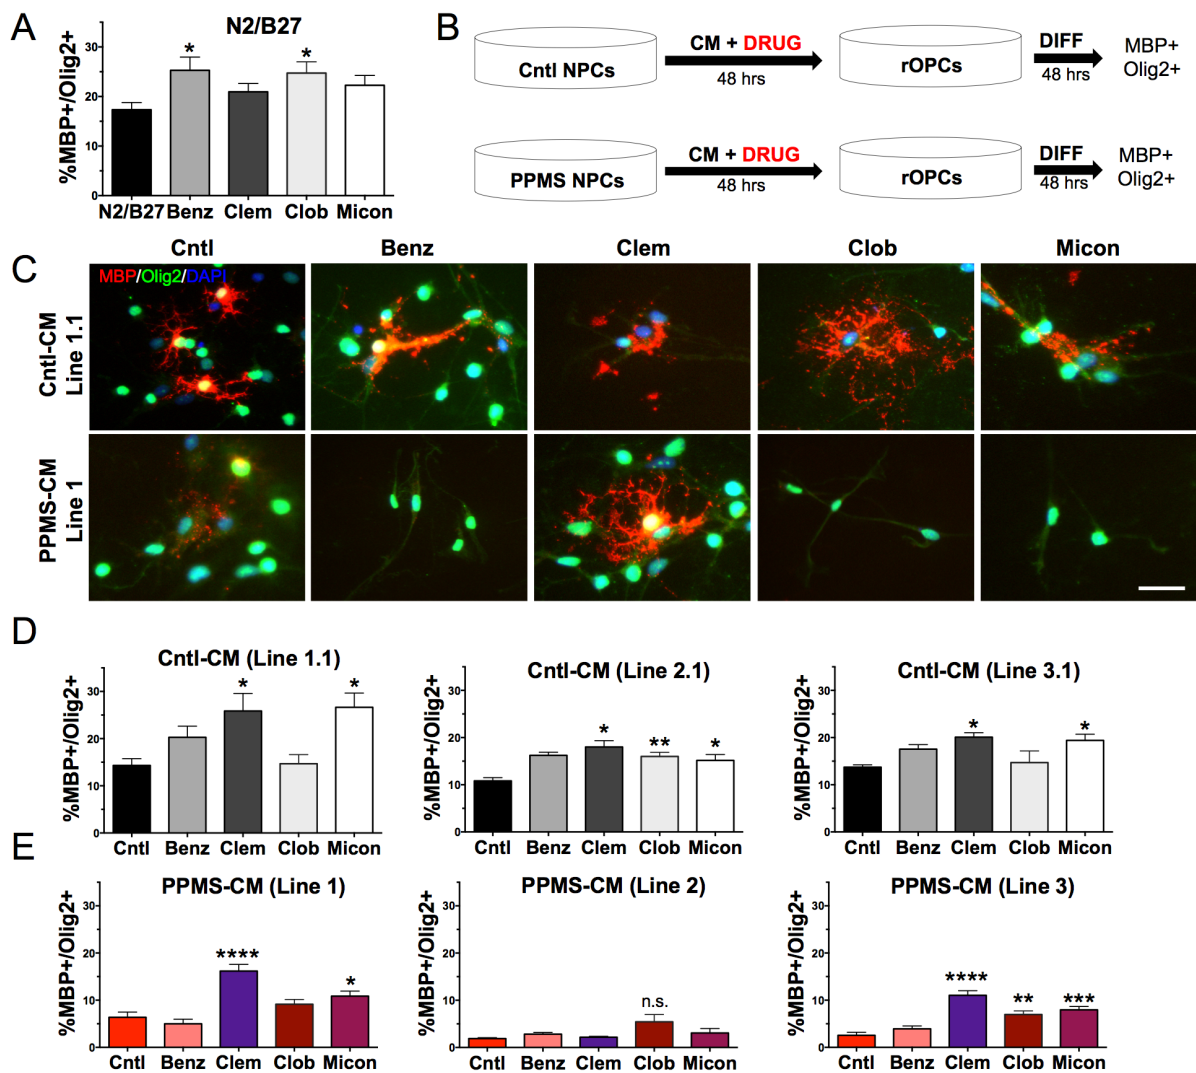 A
N2/B27
%MBP+/Olig2+
30
20
10
0
*
*
N2/B27 Benz Clem Clob Micon
B
Cntl NPCs
CM + DRUG
48 hrs
rOPCs
DIFF
48 hrs
MBP+
Olig2+
PPMS NPCs
CM + DRUG
48 hrs
rOPCs
DIFF
48 hrs
MBP+
Olig2+
C
Cntl Benz Clem Clob Micon
MBP/Olig2/DAPI
Cntl-CM
Line 1.1
PPMS-CM
Line 1
D
Cntl-CM (Line 1.1)
%MBP+/Olig2+
30
20
10
0
*
*
Cntl Benz Clem Clob Micon
Cntl-CM (Line 2.1)
%MBP+/Olig2+
30
20
10
0
*
**
*
Cntl Benz Clem Clob Micon
Cntl-CM (Line 3.1)
%MBP+/Olig2+
30
20
10
0
*
*
Cntl Benz Clem Clob Micon
E
PPMS-CM (Line 1)
%MBP+/Olig2+
30
20
10
0
****
*
Cntl Benz Clem Clob Micon
PPMS-CM (Line 2)
%MBP+/Olig2+
30
20
10
0
n.s.
Cntl Benz Clem Clob Micon
PPMS-CM (Line 3)
%MBP+/Olig2+
30
20
10
0
****
**
***
Cntl Benz Clem Clob Micon